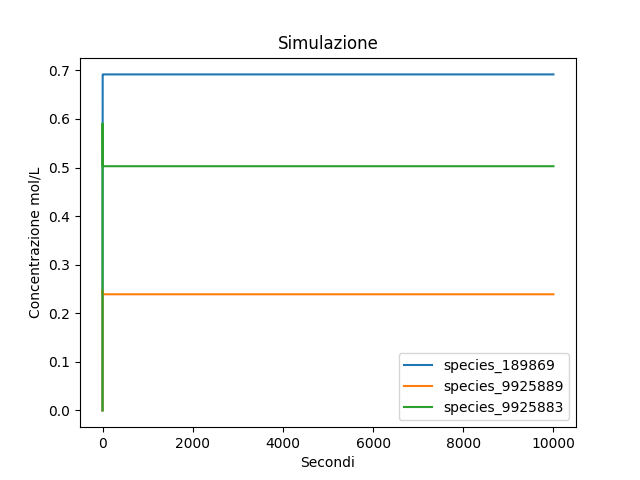 Simulazione
Concentrazione mol/L
0.7
0.6
0.5
0.4
0.3
0.2
0.1
0.0
species_189869
species_9925889
species_9925883
0 2000 4000 6000 8000 10000
Secondi